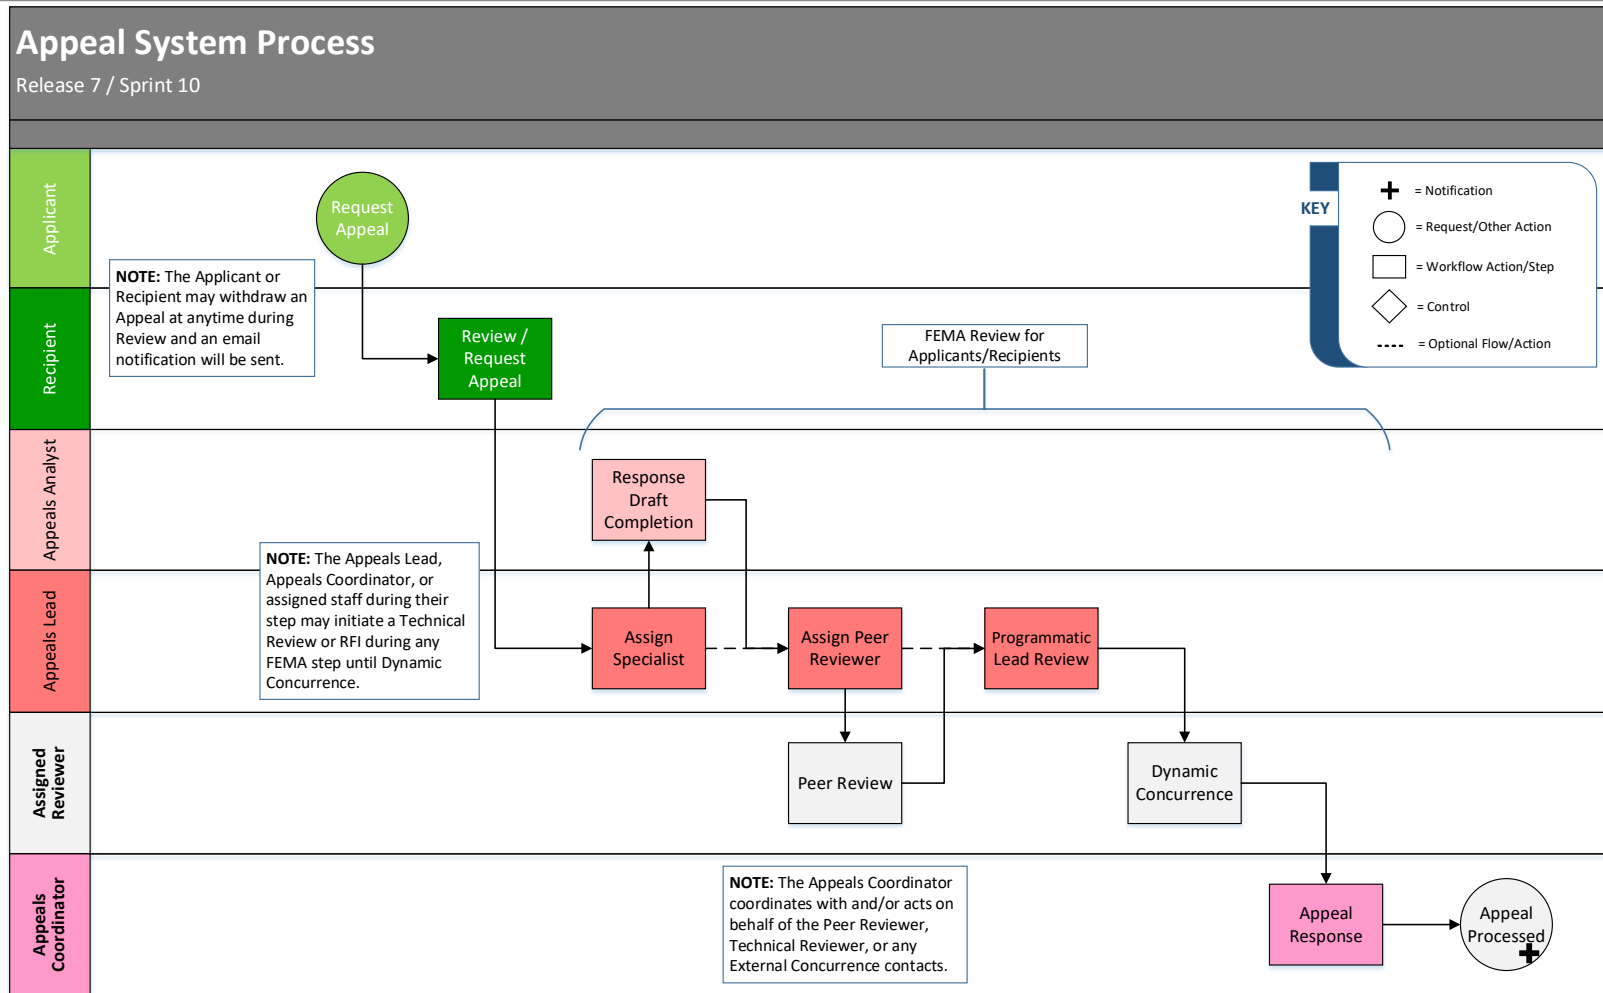 Appeal System Process
Release 7 / Sprint 10
Applicant
Request
Appeal
KEY
= Notification
= Request/Other Action
= Workflow Action/Step
= Control
= Optional Flow/Action
NOTE: The Applicant or
Recipient may withdraw an
Appeal at anytime during
Review and an email
notification will be sent.
Recipient
Review /
Request
Appeal
FEMA Review for
Applicants/Recipients
Appeals Analyst
Response
Draft
Completion
NOTE: The Appeals Lead,
Appeals Coordinator, or
assigned staff during their
step may initiate a Technical
Review or RFI during any
FEMA step until Dynamic
Concurrence.
Appeals Lead
Assign
Specialist
Assign Peer
Reviewer
Programmatic
Lead Review
Assigned
Reviewer
Peer Review
Dynamic
Concurrence
Appeals
Coordinator
NOTE: The Appeals Coordinator
coordinates with and/or acts on
behalf of the Peer Reviewer,
Technical Reviewer, or any
External Concurrence contacts.
Appeal
Response
Appeal
Processed